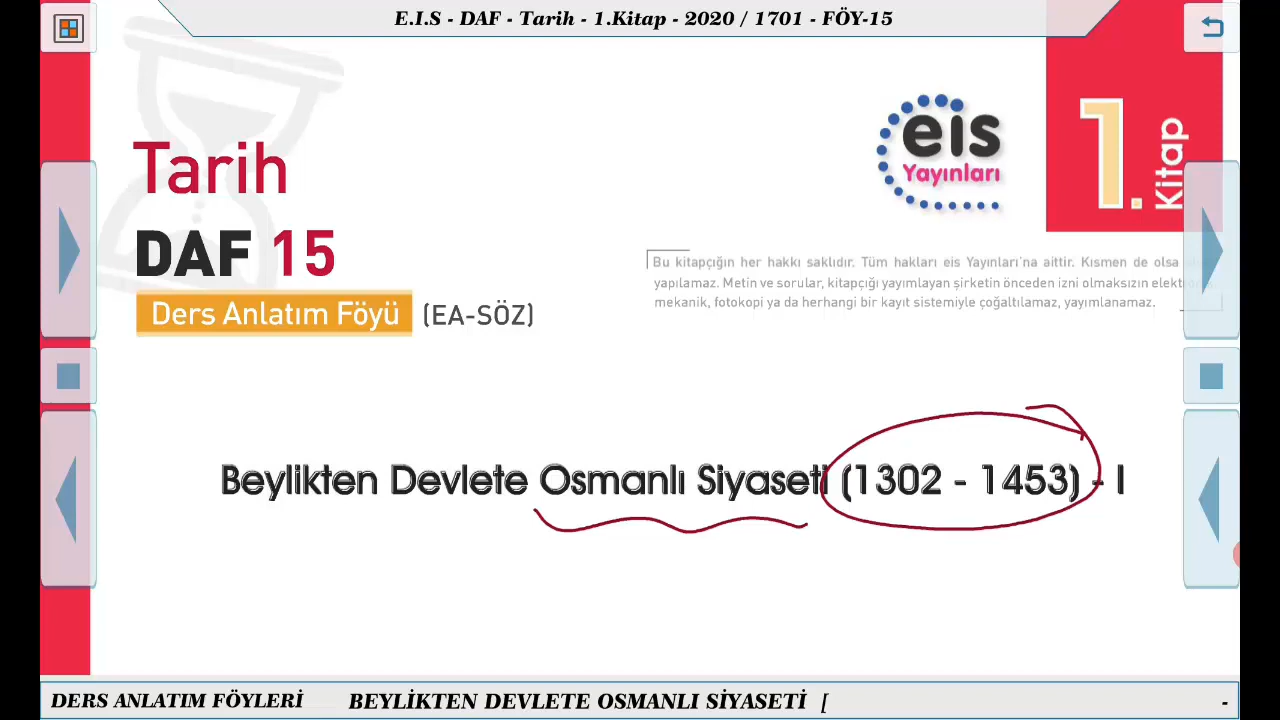 E.I.S - DAF - Tarih - 1.Kitap - 2020 / 1701 - FÖY-15
eis
Yayınları
1.
Kitap
Tarih
DAF 15
Ders Anlatım Föyü (EA-SÖZ)
Bu kitapçığın her hakkı saklıdır. Tüm hakları eis Yayınları'na aittir. Kısmen de olsa
yapılamaz. Metin ve sorular, kitapçığı yayımlayan şirketin önceden izni olmaksızın
mekanik, fotokopi ya da herhangi bir kayıt sistemiyle çoğaltılamaz, yayımlanamaz.
Beylikten Devlete Osmanlı Siyaseti (1302 - 1453) - I
DERS ANLATIM FÖYLERİ BEYLİKTEN DEVLETE OSMANLI SİYASETİ [ -